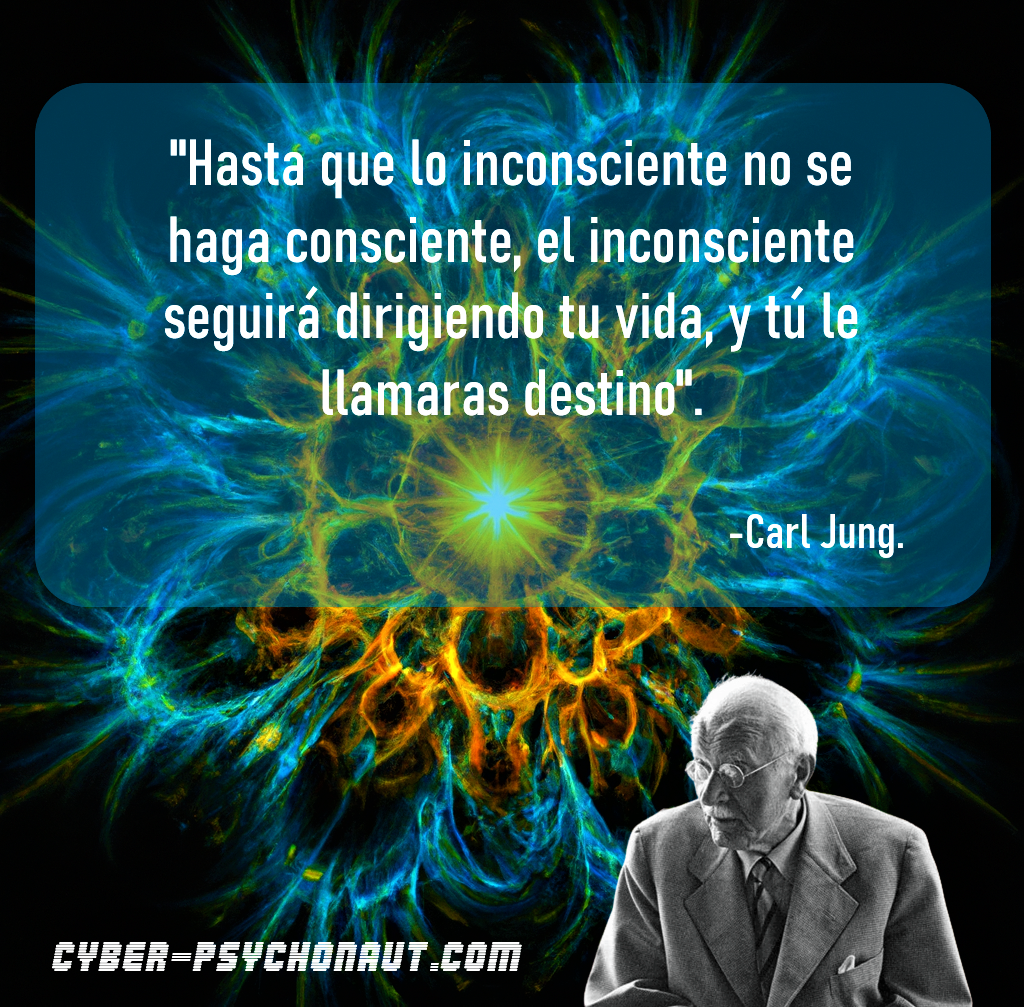 "Hasta que lo inconsciente no se
haga consciente, el inconsciente
seguirá dirigiendo tu vida, y tú le
llamaras destino".
-Carl Jung.
CYBER-PSYCHONAUT.COM